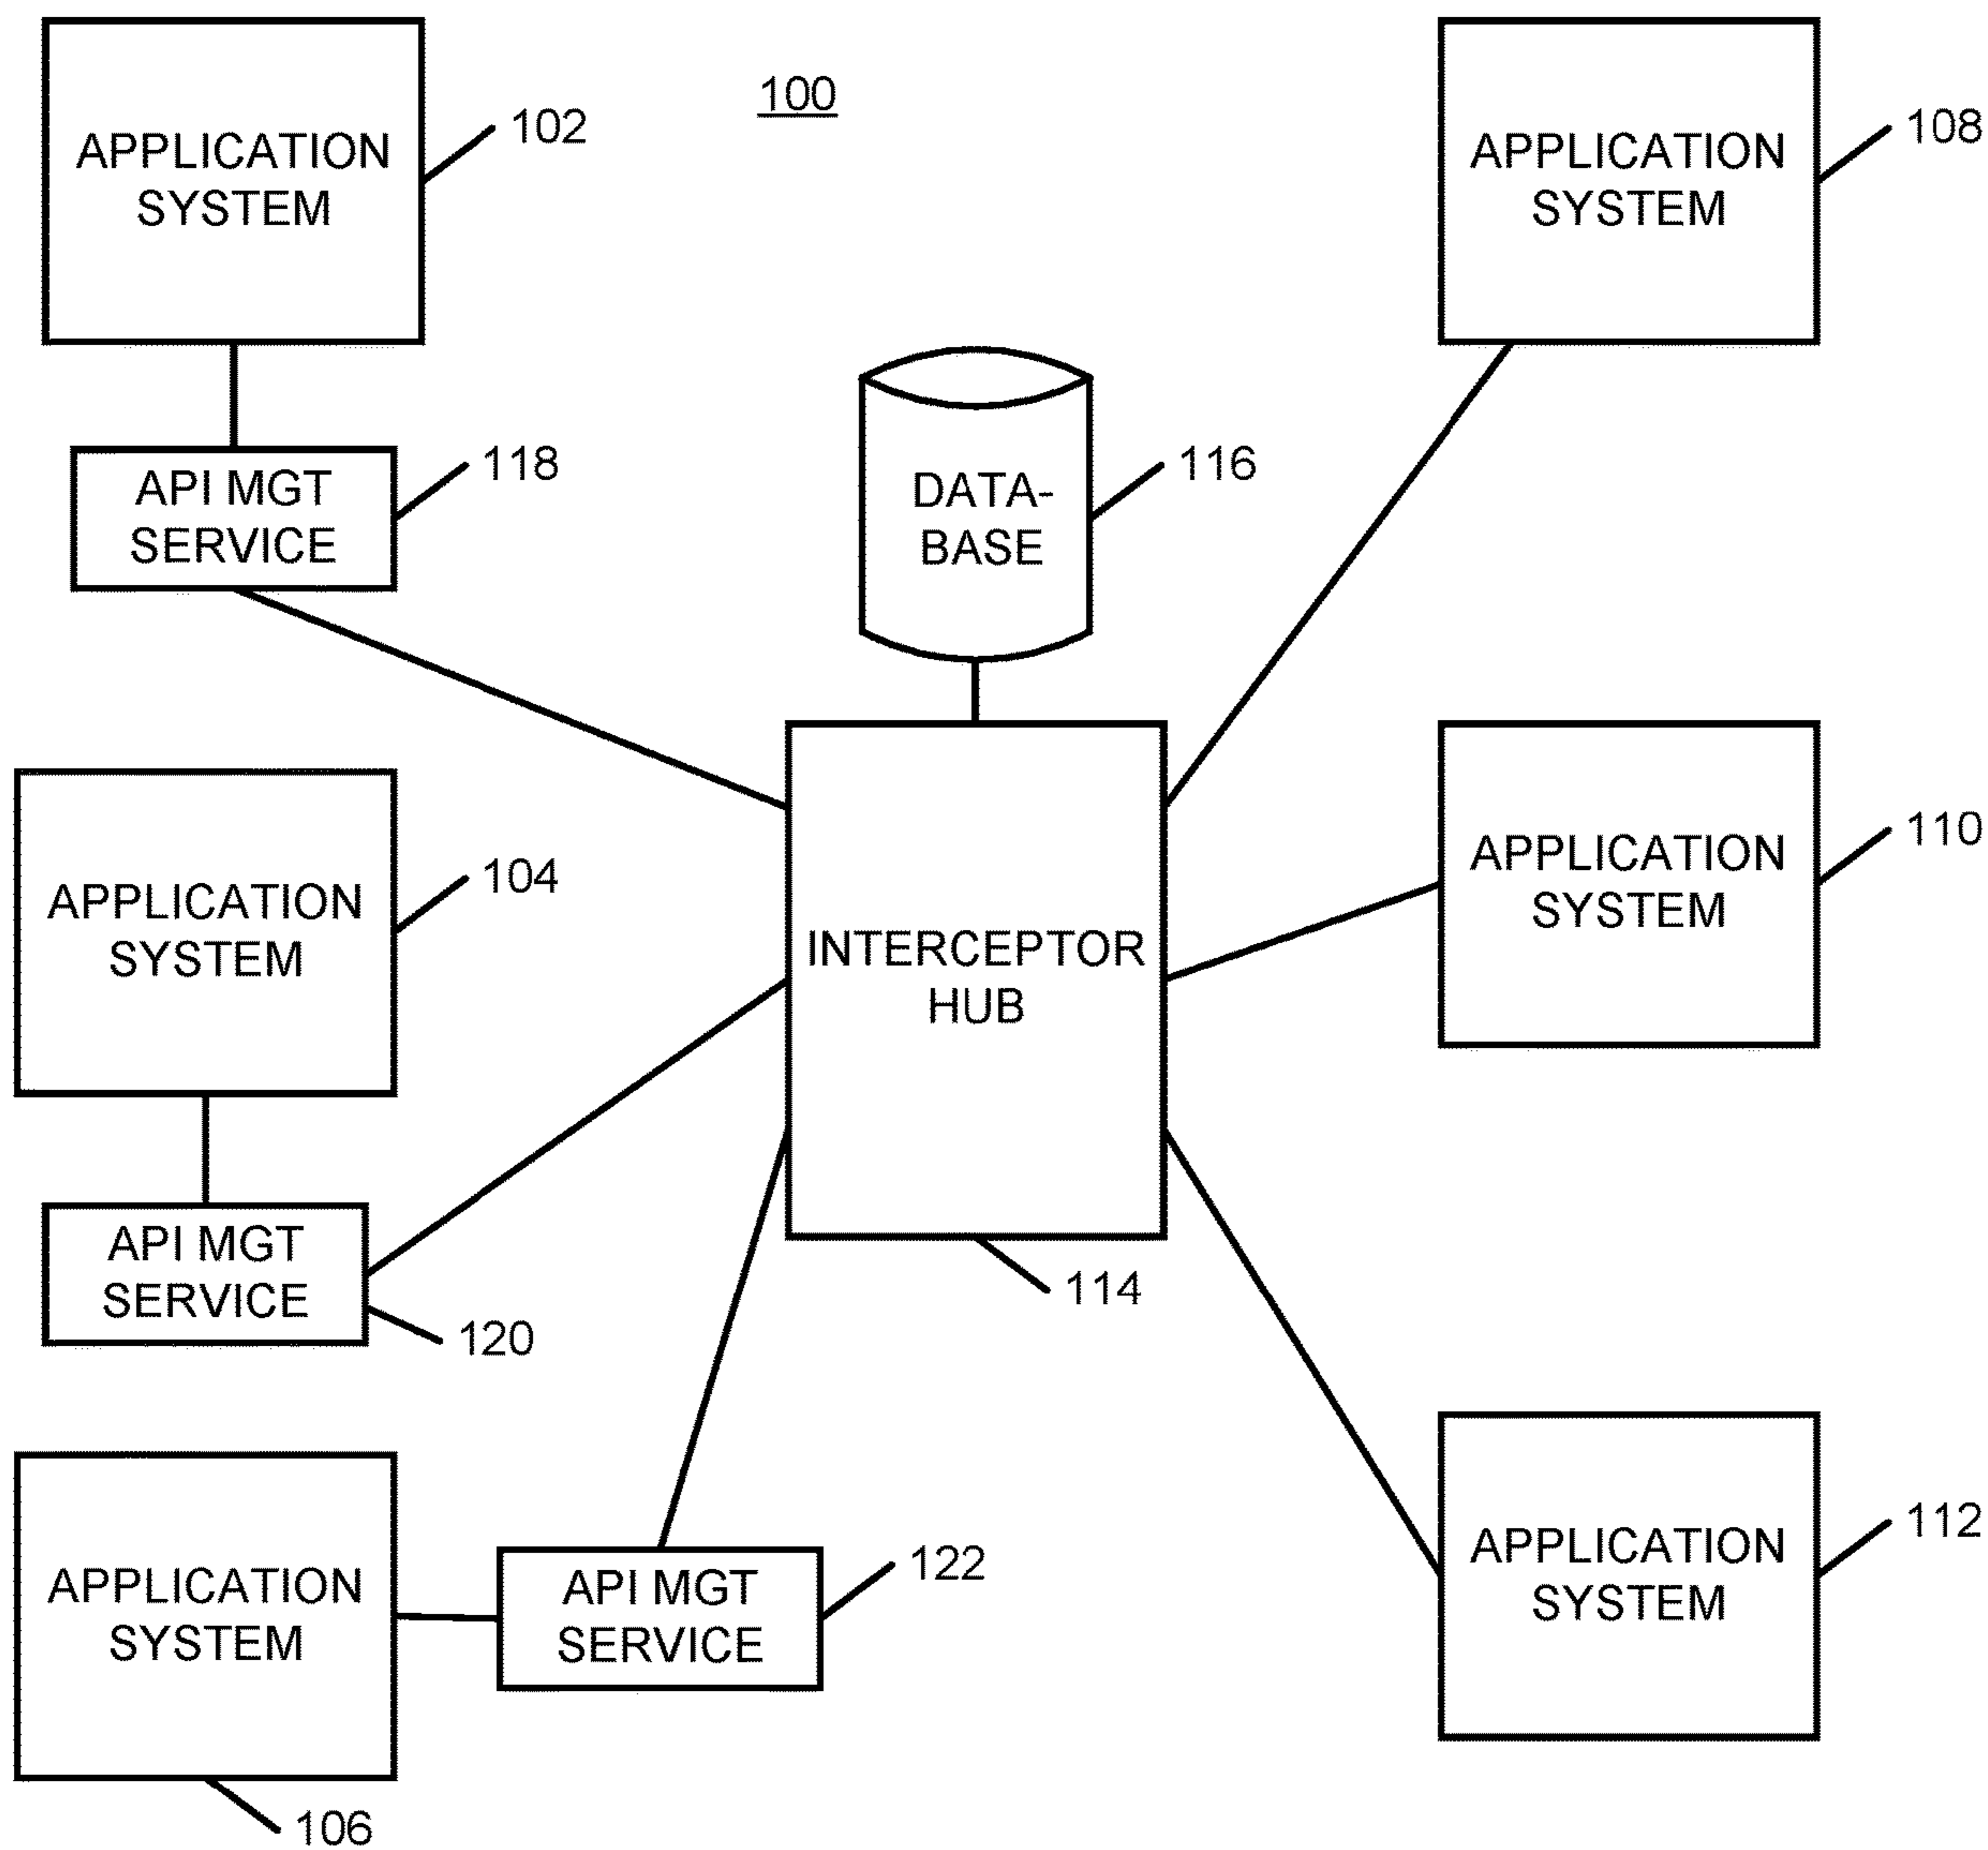 APPLICATION
SYSTEM
102
100
APPLICATION
SYSTEM
108
API MGT
SERVICE
118
DATA-
BASE
116
APPLICATION
SYSTEM
104
INTERCEPTOR
HUB
114
APPLICATION
SYSTEM
110
API MGT
SERVICE
120
APPLICATION
SYSTEM
106
API MGT
SERVICE
122
APPLICATION
SYSTEM
112